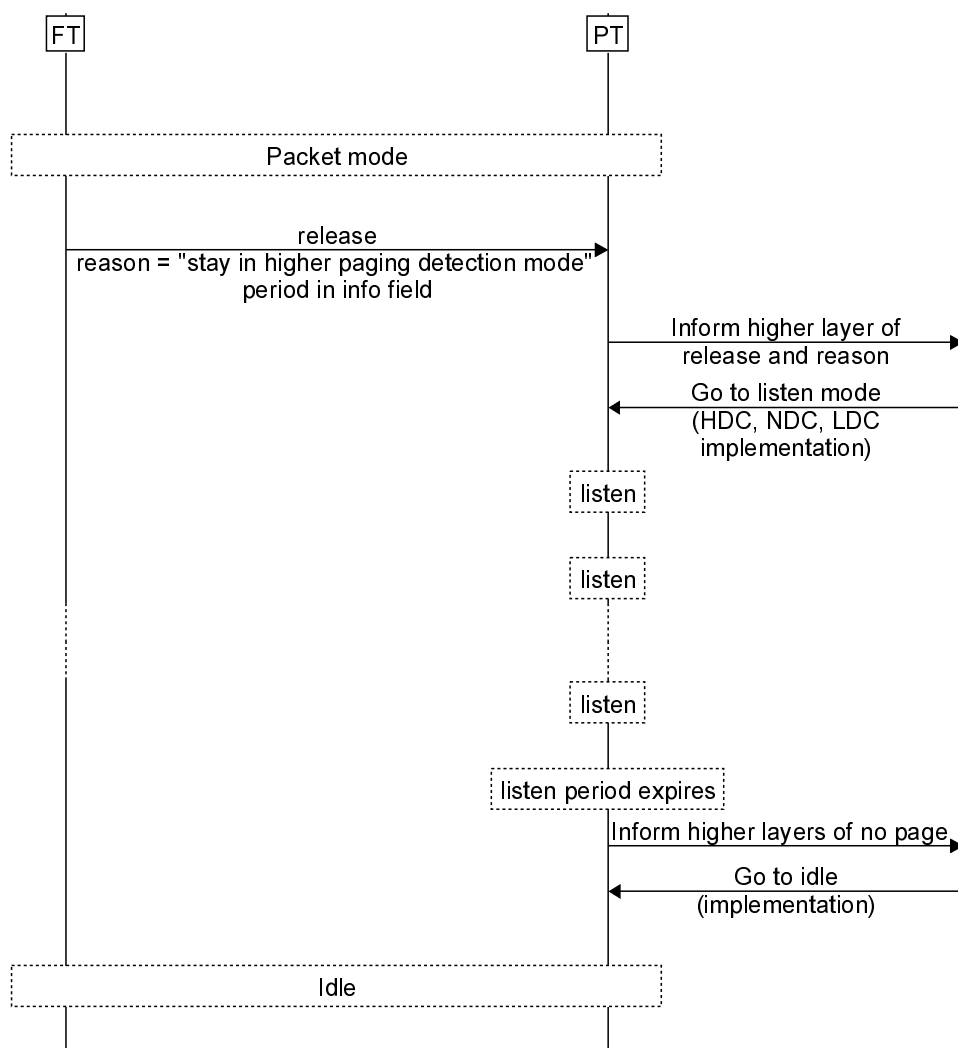 FT
PT
Packet mode
release
reason = "stay in higher paging detection mode"
period in info field
Inform higher layer of
release and reason
Go to listen mode
(HDC, NDC, LDC
implementation)
listen
listen
listen
listen period expires
Inform higher layers of no page
Go to idle
(implementation)
Idle